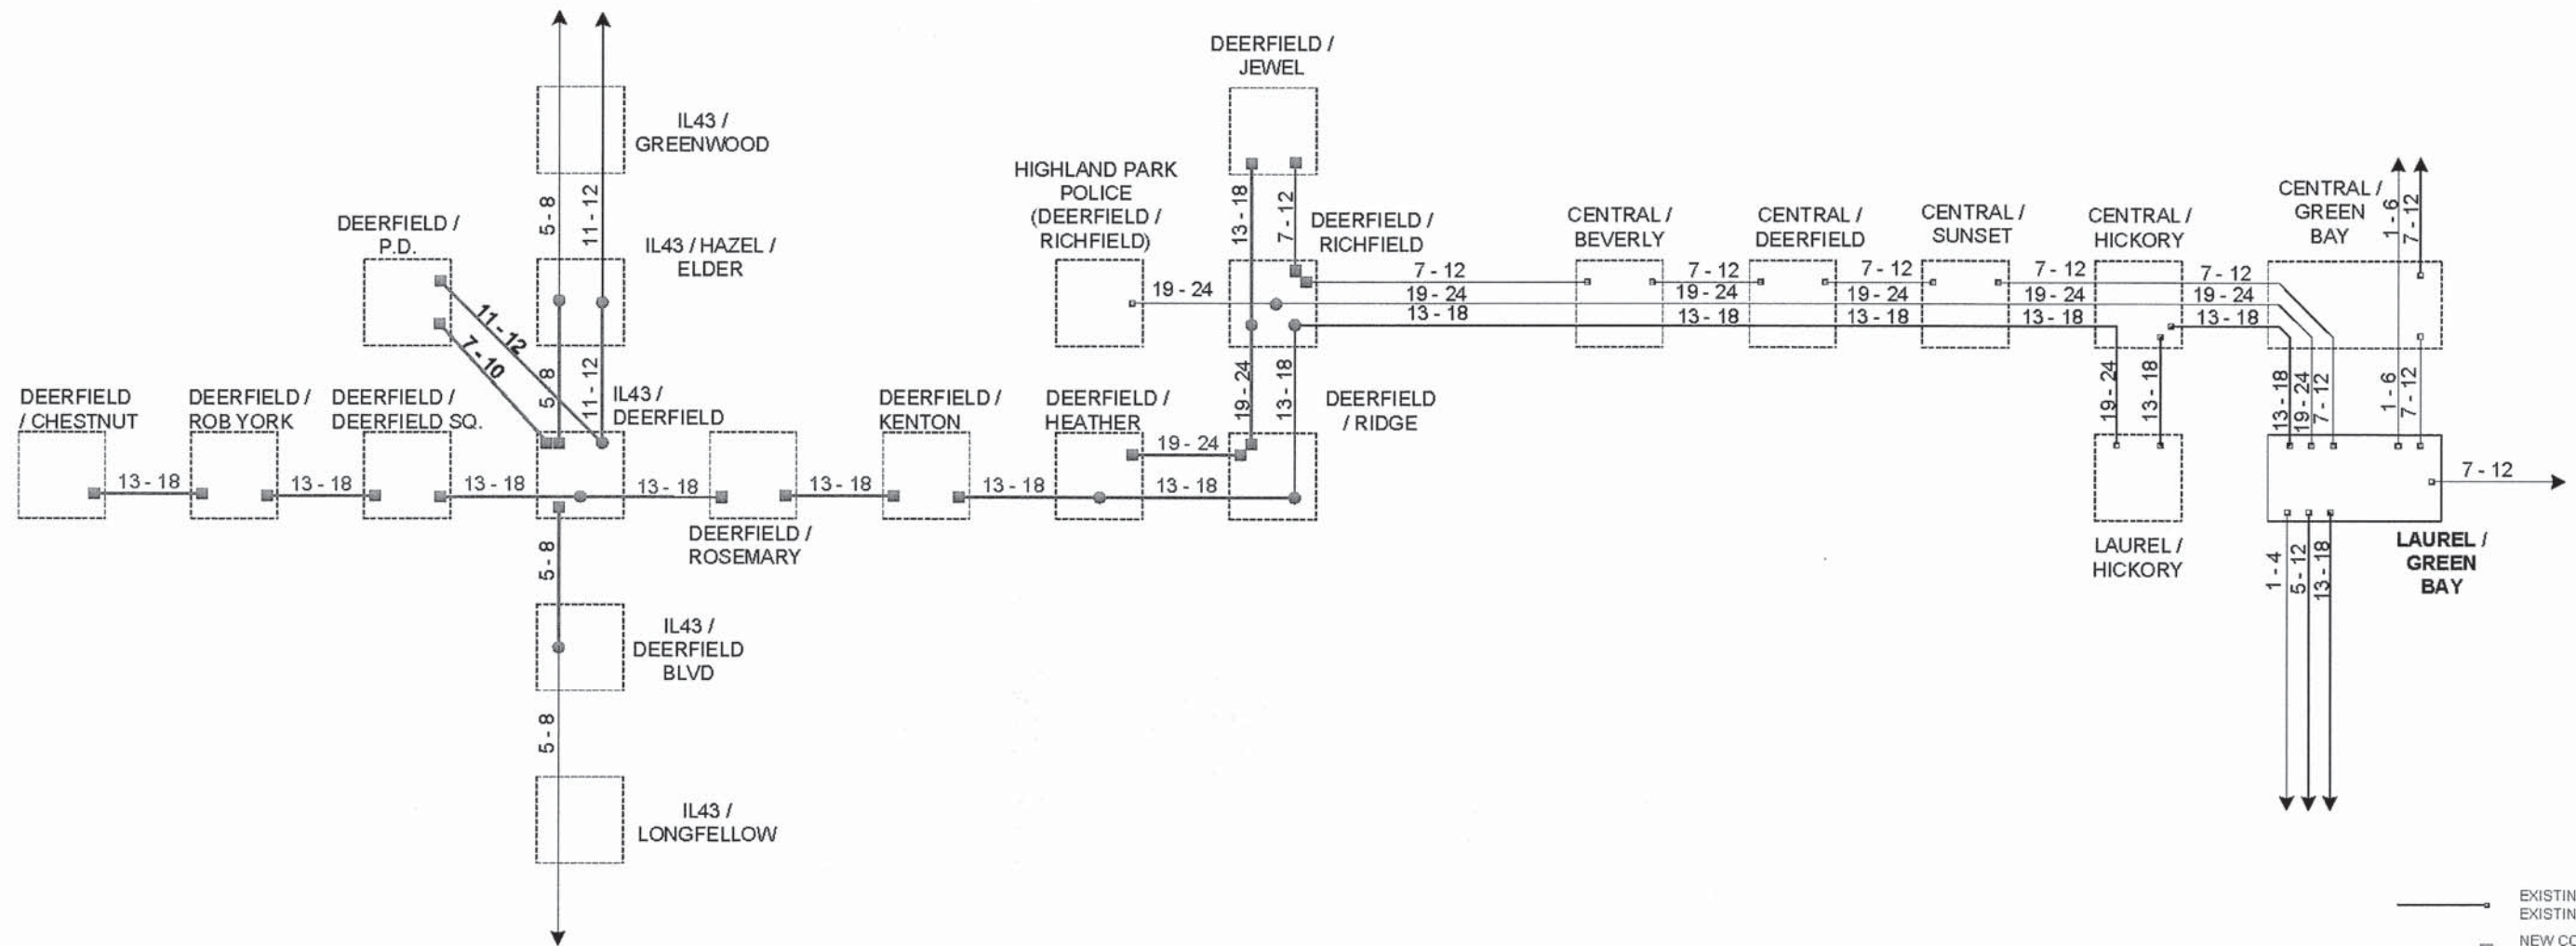 DEERFIELD /
JEWEL
IL43 /
GREENWOOD
5 - 8
11 - 12
HIGHLAND PARK
POLICE
(DEERFIELD /
RICHFIELD)
13 - 18
7 - 12
DEERFIELD /
RICHFIELD
CENTRAL /
BEVERLY
CENTRAL /
DEERFIELD
CENTRAL /
SUNSET
CENTRAL /
HICKORY
CENTRAL /
GREEN
BAY
1 - 6
7 - 12
DEERFIELD /
P.D.
IL43 / HAZEL /
ELDER
19 - 24
7 - 12
19 - 24
13 - 18
7 - 12
19 - 24
13 - 18
7 - 12
19 - 24
13 - 18
7 - 12
19 - 24
13 - 18
7 - 12
19 - 24
13 - 18
11 - 12
7 - 10
5 - 8
11 - 12
19 - 24
13 - 18
19 - 24
13 - 18
13 - 18
19 - 24
7 - 12
1 - 6
7 - 12
DEERFIELD
/ CHESTNUT
DEERFIELD /
ROB YORK
DEERFIELD /
DEERFIELD SQ.
IL43 /
DEERFIELD
DEERFIELD /
KENTON
DEERFIELD /
HEATHER
DEERFIELD
/ RIDGE
19 - 24
7 - 12
13 - 18
13 - 18
13 - 18
13 - 18
13 - 18
13 - 18
13 - 18
DEERFIELD /
ROSEMARY
LAUREL /
HICKORY
LAUREL /
GREEN
BAY
5 - 8
1 - 4
5 - 12
13 - 18
IL43 /
DEERFIELD
BLVD
5 - 8
IL43 /
LONGFELLOW
EXISTIN
EXISTIN
NEW CO